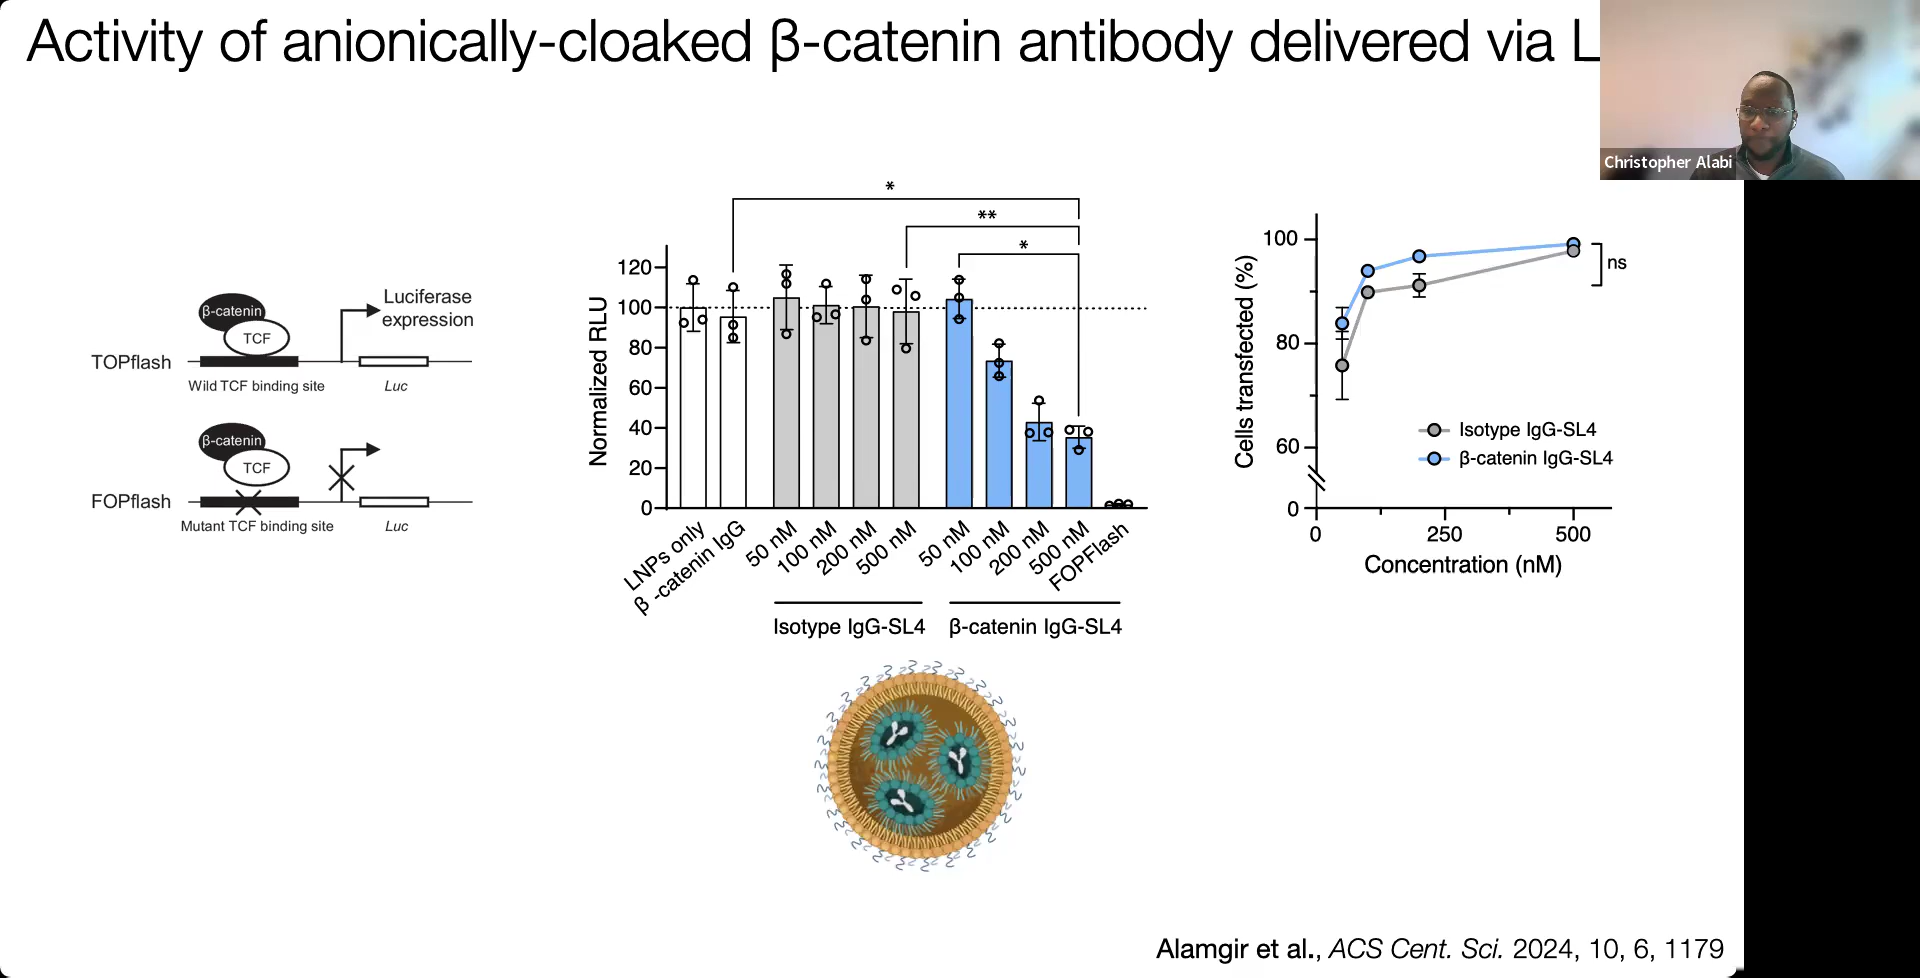 Activity of anionically-cloaked β-catenin antibody delivered via L
Christopher Alabi
β-catenin
TCF
Luciferase
expression
TOPflash
Wild TCF binding site
Luc
β-catenin
TCF
FOPflash
Mutant TCF binding site
Luc
*
**
*
Normalized RLU
120
100
80
60
40
20
0
LNPs only
β -catenin IgG
50 nM
100 nM
200 nM
500 nM
50 nM
100 nM
200 nM
500 nM
FOPFlash
Isotype IgG-SL4
β-catenin IgG-SL4
Cells transfected (%)
100
80
60
0
ns
Isotype IgG-SL4
β-catenin IgG-SL4
0
250
500
Concentration (nM)
Alamgir et al., ACS Cent. Sci. 2024, 10, 6, 1179